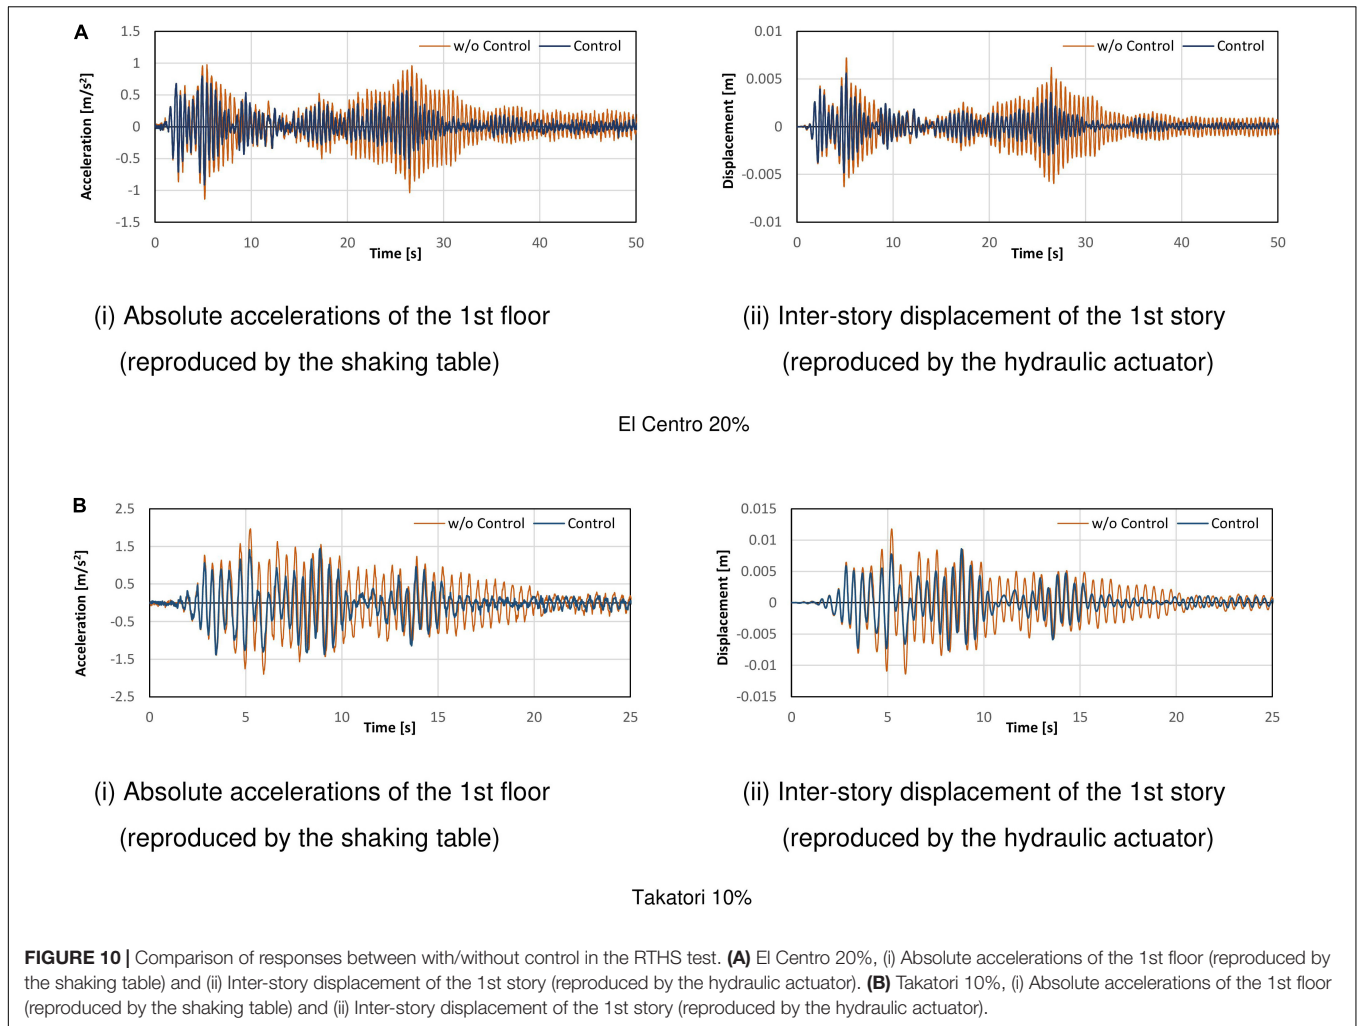 A
1.5
1
0.5
0
-0.5
-1
-1.5
Acceleration [m/s²]
w/o Control
Control
0 10 20 30 40 50
Time [s]
0.01
0.005
0
-0.005
-0.01
Displacement [m]
w/o Control
Control
0 10 20 30 40 50
Time [s]
(i) Absolute accelerations of the 1st floor
(reproduced by the shaking table)
(ii) Inter-story displacement of the 1st story
(reproduced by the hydraulic actuator)
El Centro 20%
B
2.5
1.5
0.5
-0.5
-1.5
-2.5
Acceleration [m/s²]
w/o Control
Control
0 5 10 15 20 25
Time [s]
0.015
0.01
0.005
0
-0.005
-0.01
-0.015
Displacement [m]
w/o Control
Control
0 5 10 15 20 25
Time [s]
(i) Absolute accelerations of the 1st floor
(reproduced by the shaking table)
(ii) Inter-story displacement of the 1st story
(reproduced by the hydraulic actuator)
Takatori 10%
FIGURE 10 | Comparison of responses between with/without control in the RTHS test. (A) El Centro 20%, (i) Absolute accelerations of the 1st floor (reproduced by
the shaking table) and (ii) Inter-story displacement of the 1st story (reproduced by the hydraulic actuator). (B) Takatori 10%, (i) Absolute accelerations of the 1st floor
(reproduced by the shaking table) and (ii) Inter-story displacement of the 1st story (reproduced by the hydraulic actuator).